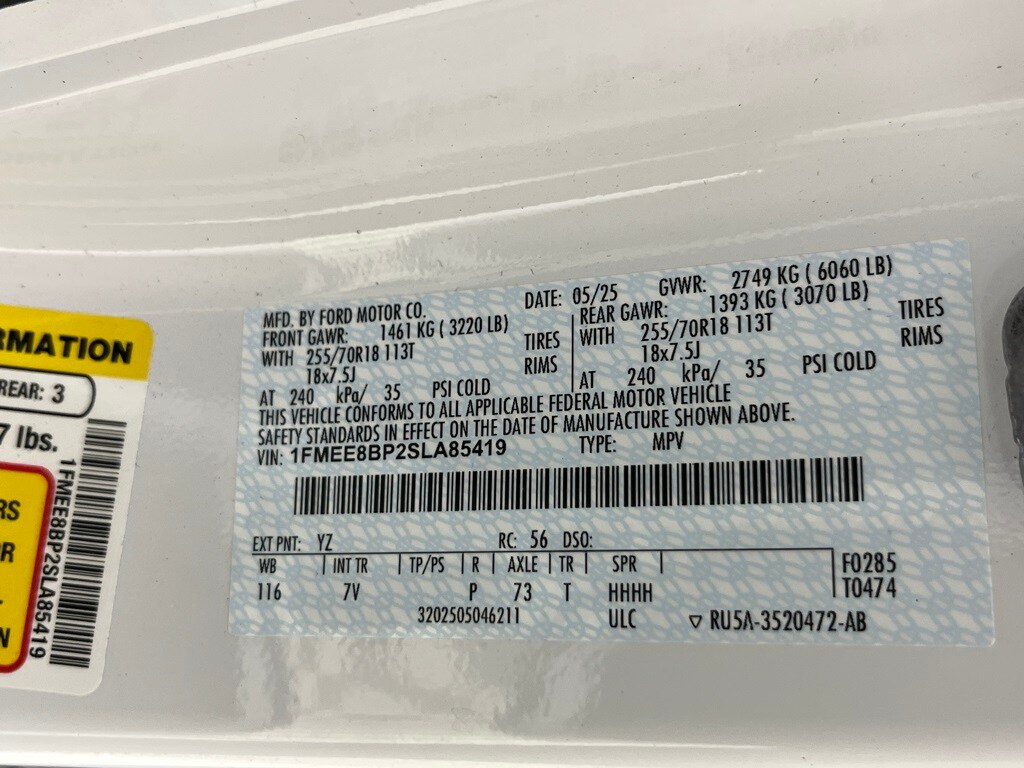 RMATION
REAR: 3
7 lbs.
RS
OR
N
1FMEE8BP2SLA85419
MFD. BY FORD MOTOR CO.
DATE: 05/25 GVWR: 2749 KG ( 6060 LB)
FRONT GAWR: 1461 KG ( 3220 LB)
WITH 255/70R18 113T TIRES
18x7.5J RIMS
AT 240 kPa/ 35 PSI COLD
REAR GAWR: 1393 KG ( 3070 LB)
WITH 255/70R18 113T TIRES
18x7.5J RIMS
AT 240 kPa/ 35 PSI COLD
THIS VEHICLE CONFORMS TO ALL APPLICABLE FEDERAL MOTOR VEHICLE
SAFETY STANDARDS IN EFFECT ON THE DATE OF MANUFACTURE SHOWN ABOVE.
VIN: 1FMEE8BP2SLA85419 TYPE: MPV
EXT PNT: YZ RC: 56 DSO:
WB INT TR TP/PS R AXLE TR SPR F0285
116 7V P 73 T HHHH T0474
3202505046211 ULC ▽ RU5A-3520472-AB